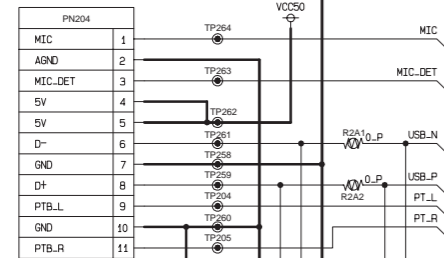 VCC50
PN204
MIC 1 TP264 MIC
AGND 2
MIC_DET 3 TP263 MIC_DET
5V 4
5V 5 TP262
D- 6 TP261 R2A1 0_P USB_N
GND 7 TP258
D+ 8 TP259 R2A2 0_P USB_P
PTB_L 9 TP204 PT_L
GND 10 TP260 PT_R
PTB_R 11 TP205